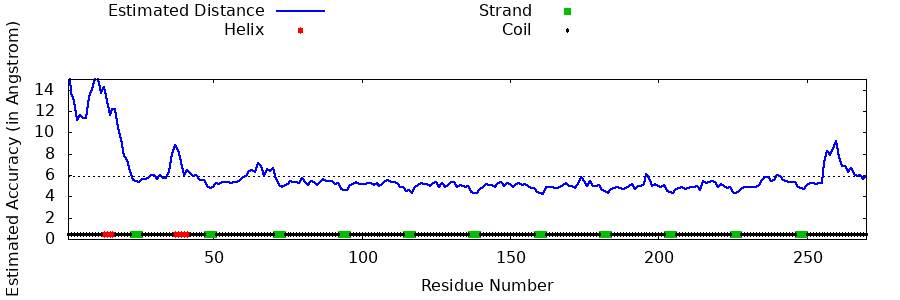 Estimated Distance
Strand
Helix
Coil
Estimated Accuracy (in Angstrom)
14
12
10
8
6
4
2
0
50
100
150
200
250
Residue Number